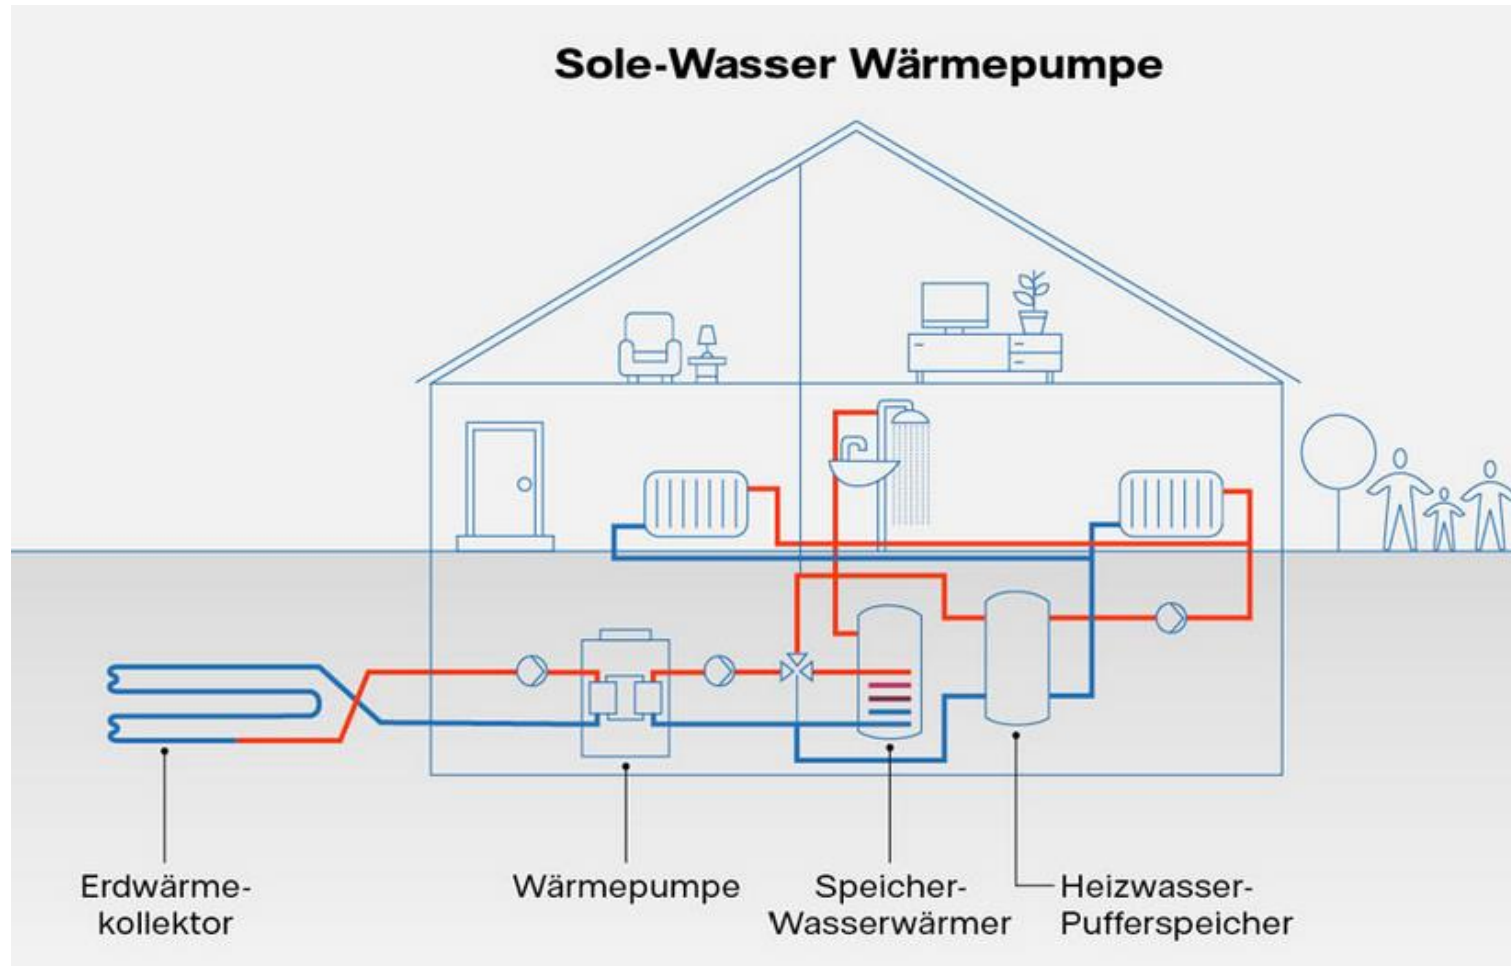 Sole-Wasser Wärmepumpe
Erdwärme-
kollektor
Wärmepumpe
Speicher-
Wasserwärmer
Heizwasser-
Pufferspeicher